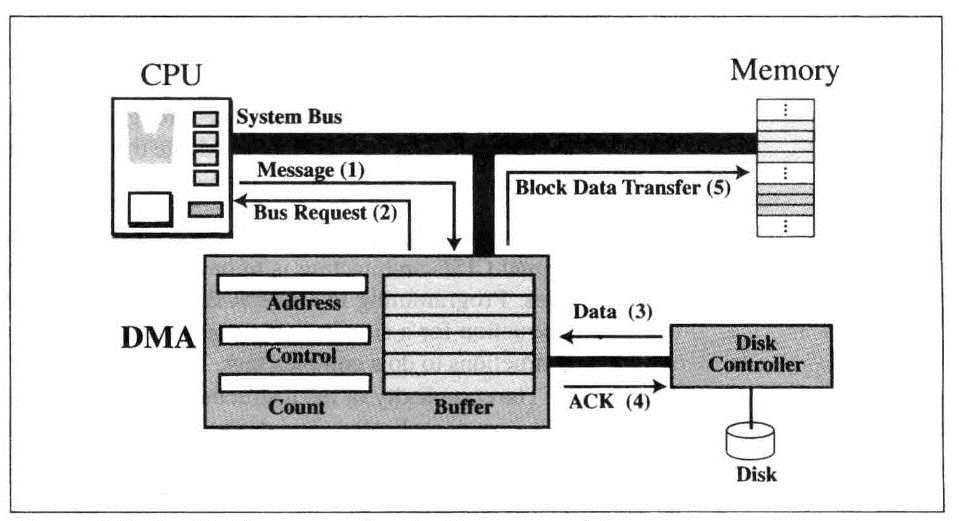 CPU
Memory
System Bus
Message (1)
Block Data Transfer (5)
Bus Request (2)
DMA
Address
Control
Count
Buffer
Data (3)
Disk
Controller
ACK (4)
Disk